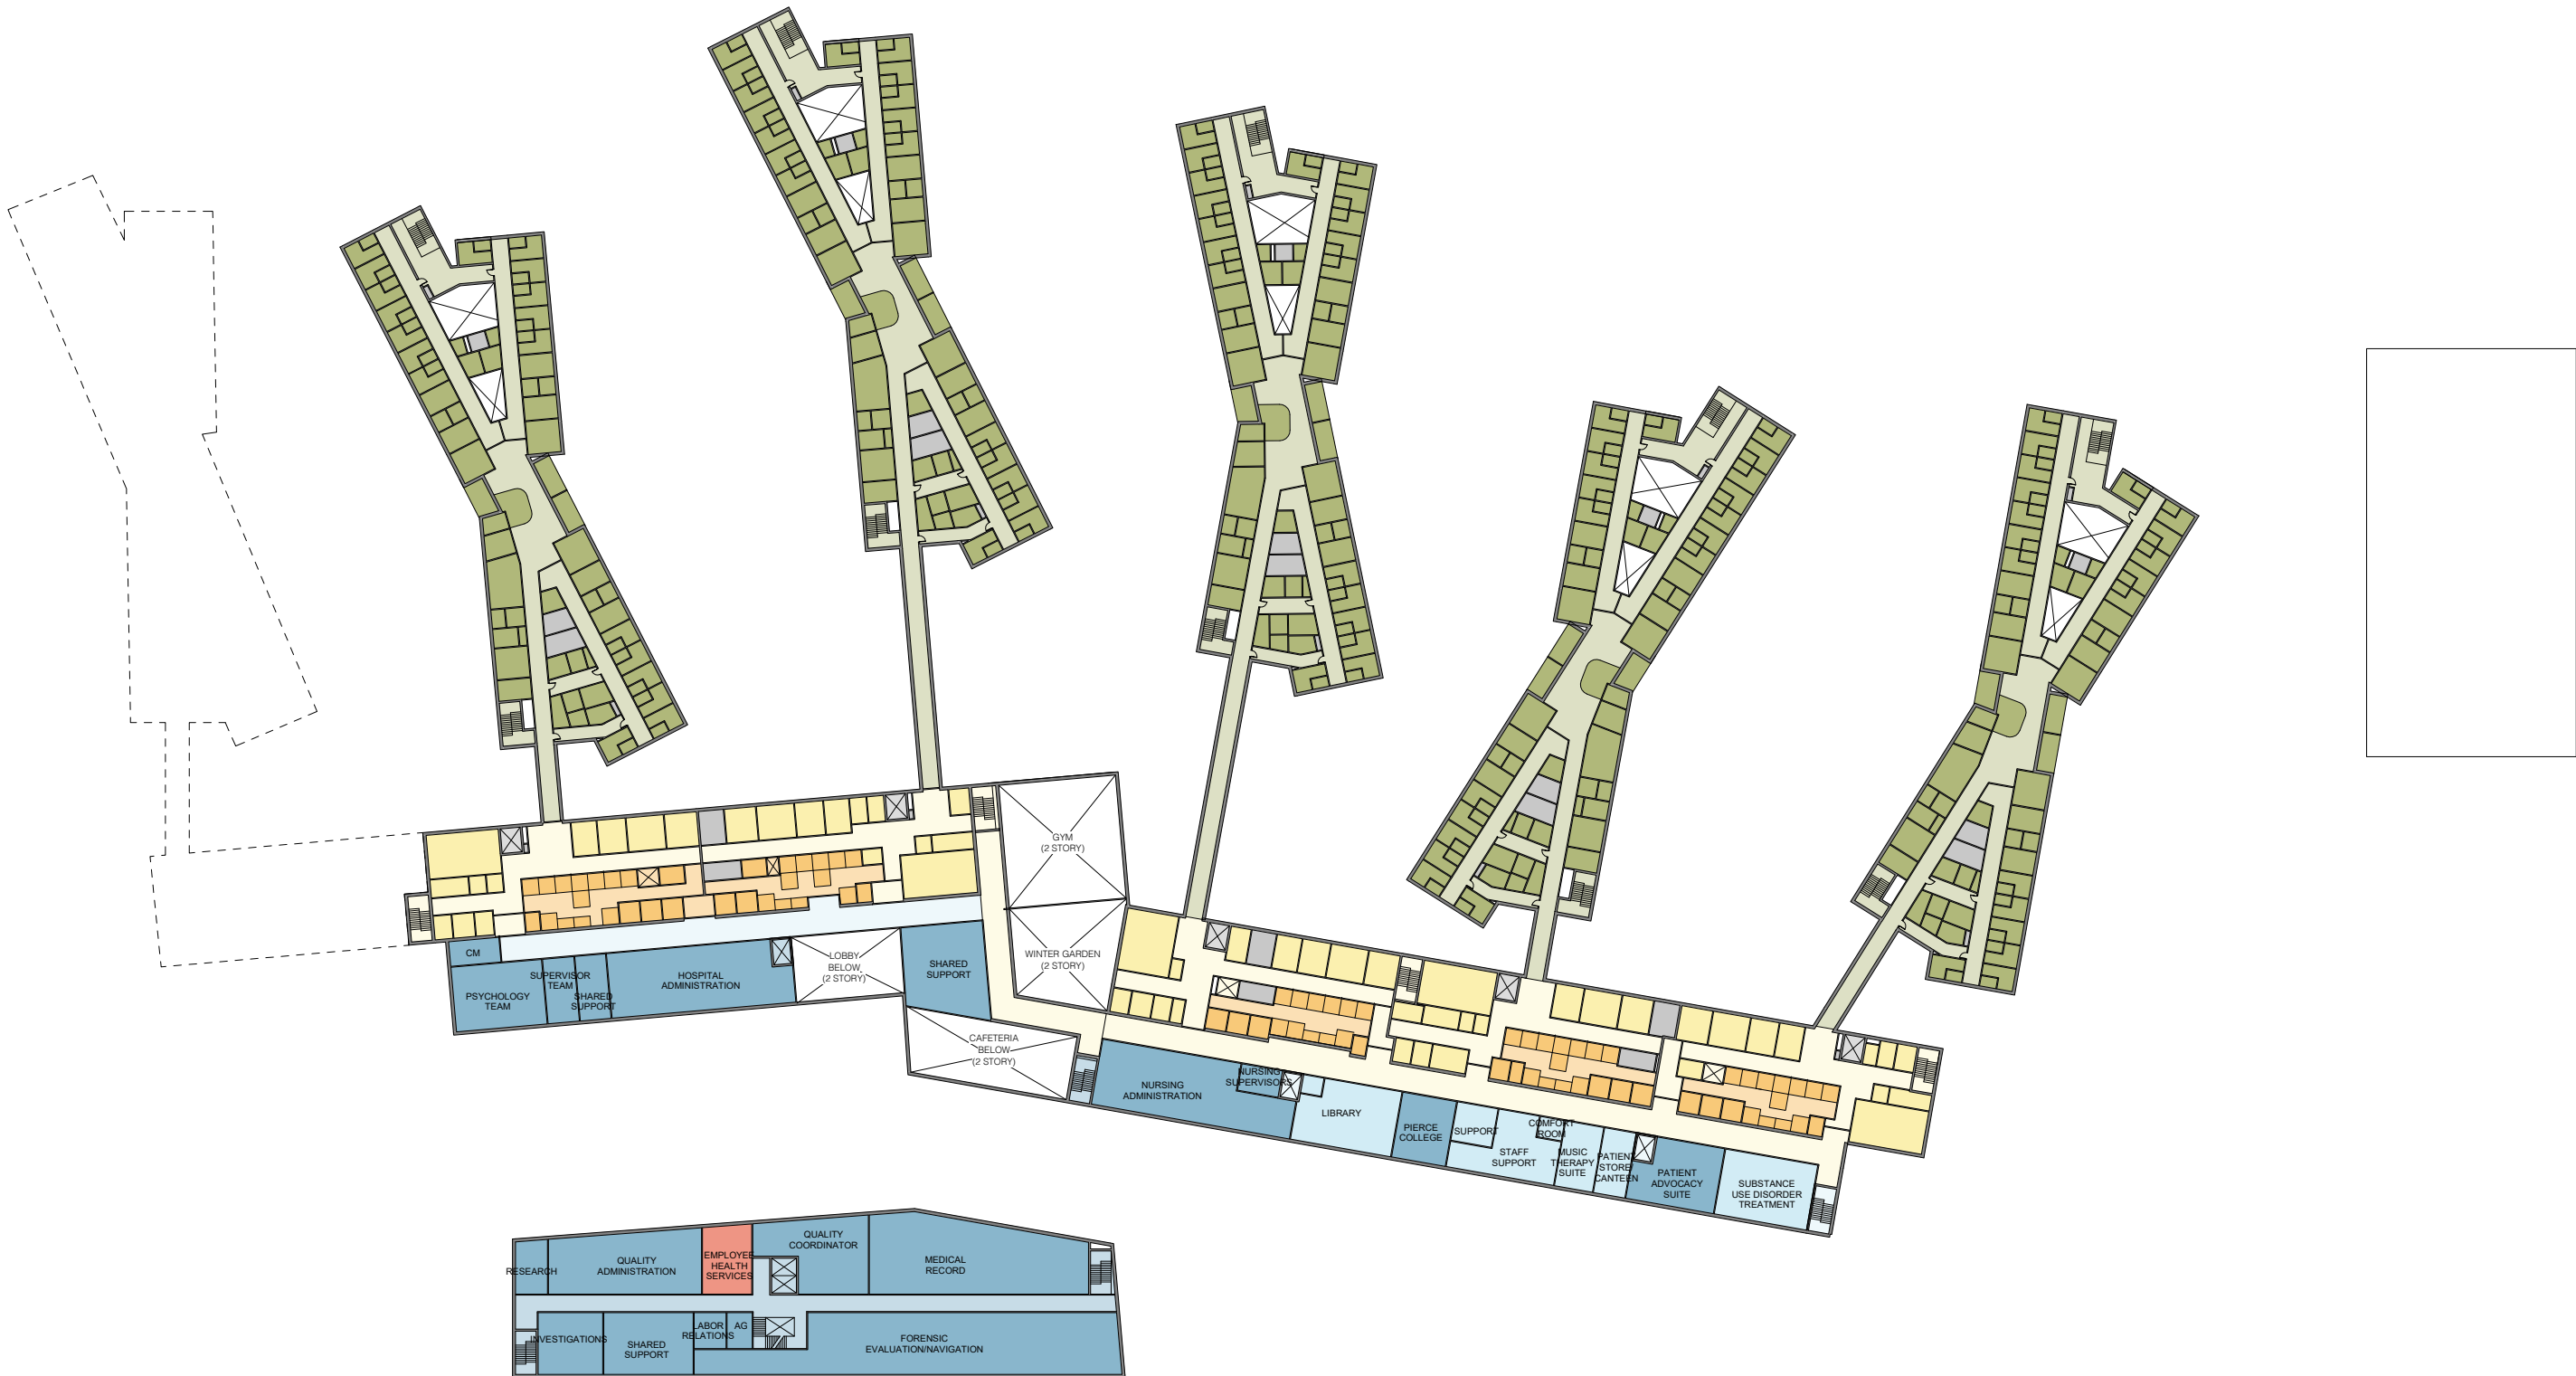 GYM
(2 STORY)
WINTER GARDEN
(2 STORY)
LOBBY
BELOW
(2 STORY)
SHARED
SUPPORT
CM
PSYCHOLOGY
TEAM
SUPERVISOR
TEAM
SHARED
SUPPORT
HOSPITAL
ADMINISTRATION
CAFETERIA
BELOW
(2 STORY)
NURSING
ADMINISTRATION
NURSING
SUPERVISORS
LIBRARY
PIERCE
COLLEGE
SUPPORT
STAFF
SUPPORT
COMFORT
ROOM
MUSIC
THERAPY
SUITE
PATIENT
STORE/
CANTEEN
PATIENT
ADVOCACY
SUITE
SUBSTANCE
USE DISORDER
TREATMENT
RESEARCH
QUALITY
ADMINISTRATION
EMPLOYEE
HEALTH
SERVICES
QUALITY
COORDINATOR
MEDICAL
RECORD
INVESTIGATIONS
SHARED
SUPPORT
LABOR
RELATIONS
AG
FORENSIC
EVALUATION/NAVIGATION